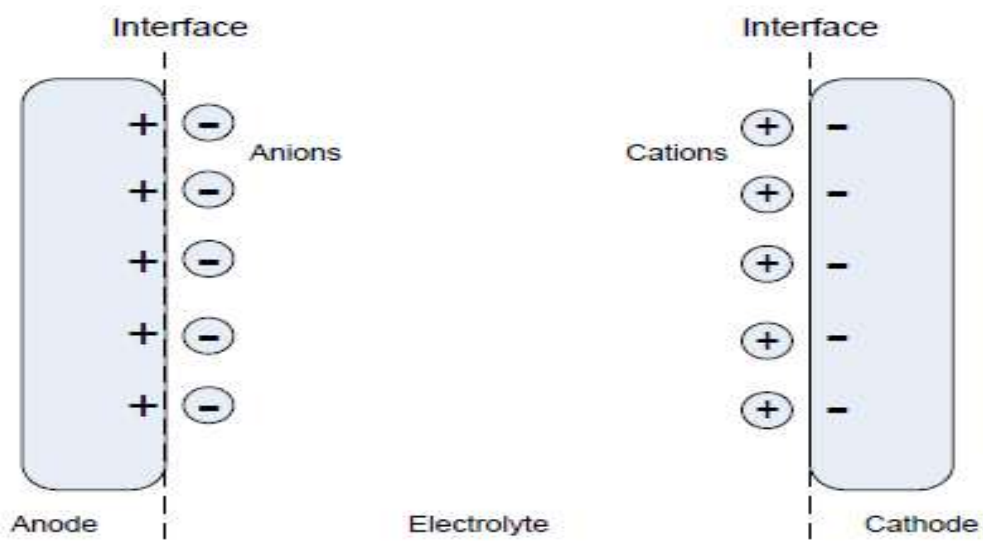 Interface Interface
+ - + -
Anions Cations
+ - + -
+ - + -
+ - + -
+ - + -
Anode Electrolyte Cathode